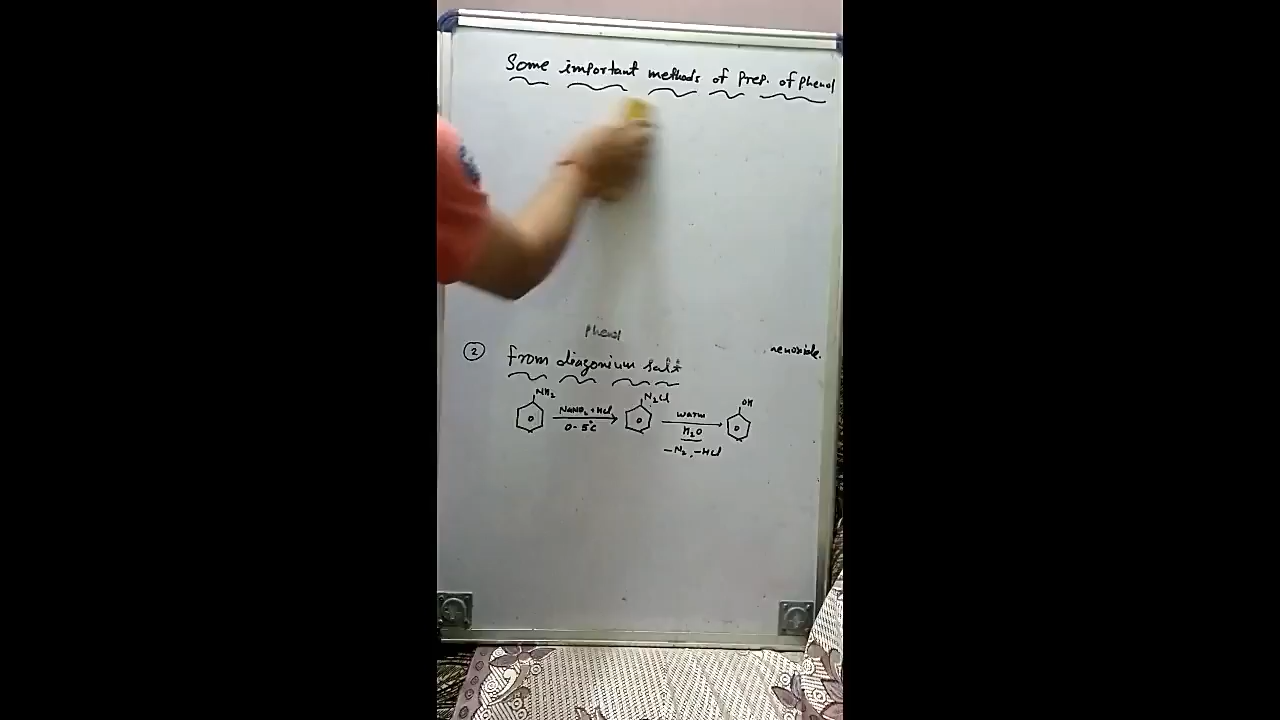 Some important methods of prep. of phenol
Phenol
② from diazonium salt
NH2 N2Cl OH
NaNO2 + HCl warm
0 - 5°C H2O
-N2, -HCl